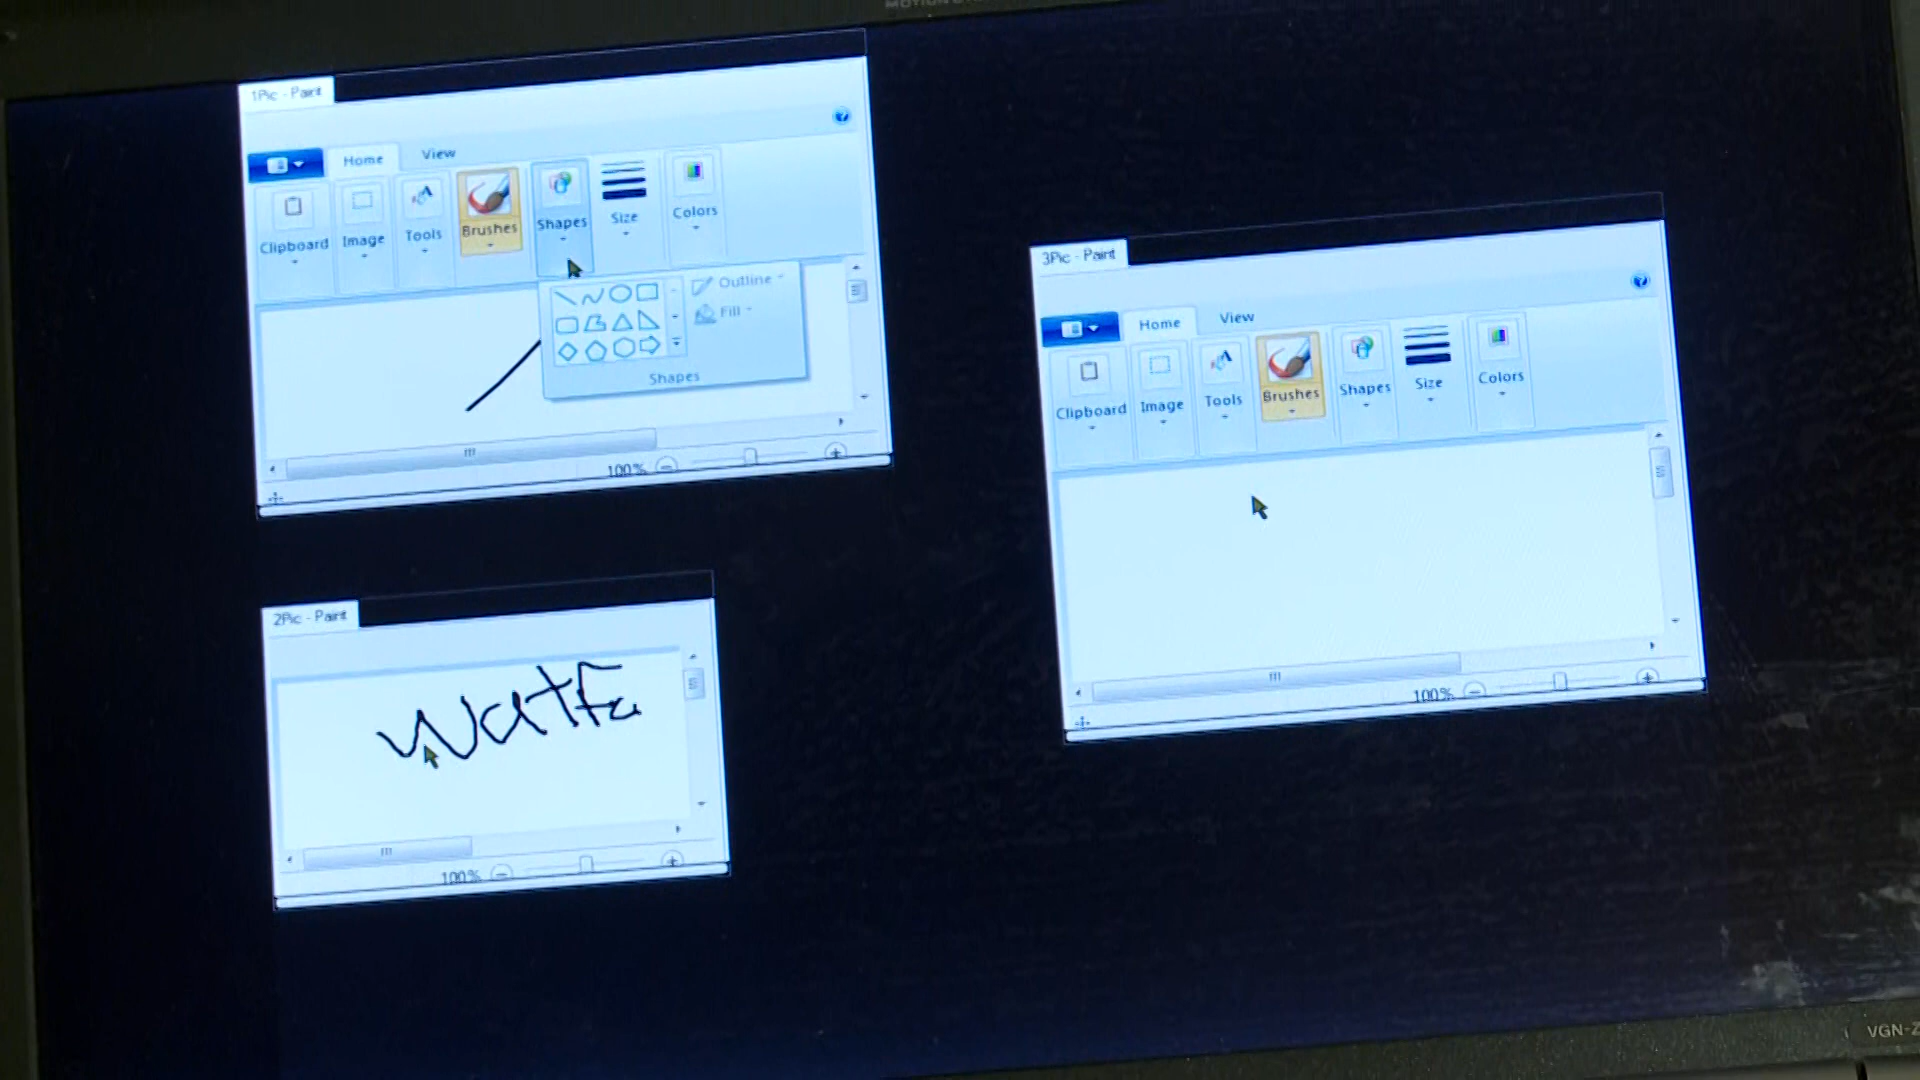 1Pic - Paint
Home View
Clipboard Image Tools Brushes Shapes Size Colors
Outline
Fill
Shapes
100%
2Pic - Paint
100%
3Pic - Paint
Home View
Clipboard Image Tools Brushes Shapes Size Colors
100%
VGN-Z